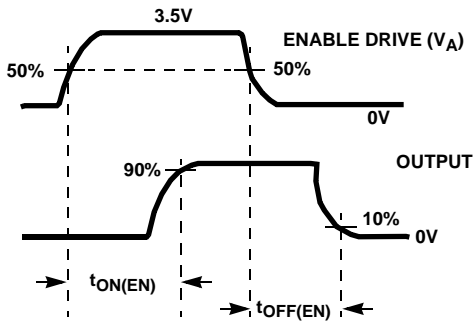 3.5V
ENABLE DRIVE (VA)
50%
50%
0V
OUTPUT
90%
10%
0V
tON(EN)
tOFF(EN)